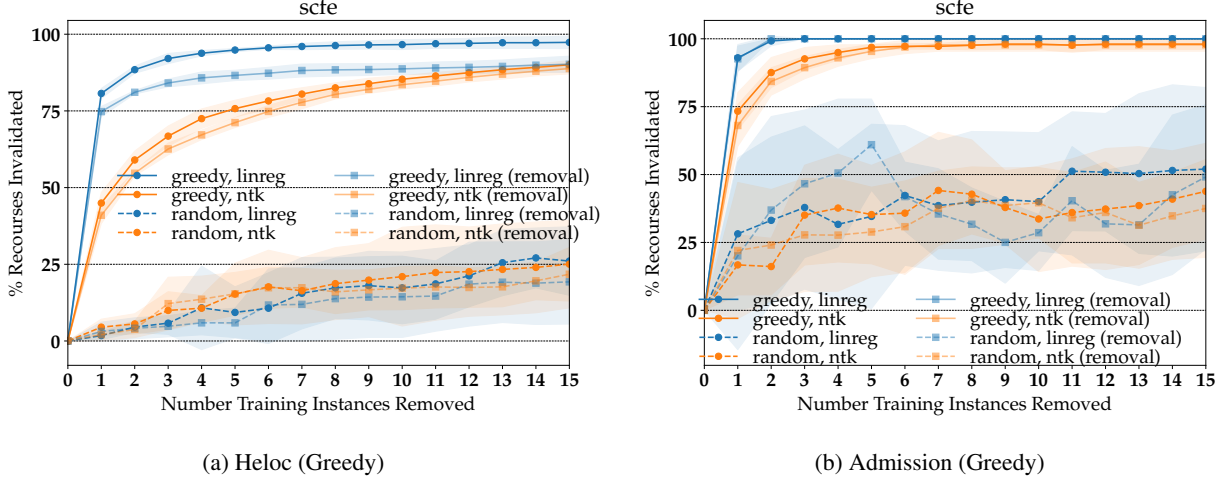 scfe
% Recourses Invalidated
100
75
50
25
0
greedy, linreg
greedy, ntk
random, linreg
random, ntk
greedy, linreg (removal)
greedy, ntk (removal)
random, linreg (removal)
random, ntk (removal)
0 1 2 3 4 5 6 7 8 9 10 11 12 13 14 15
Number Training Instances Removed
(a) Heloc (Greedy)
scfe
% Recourses Invalidated
100
75
50
25
0
greedy, linreg
greedy, ntk
random, linreg
random, ntk
greedy, linreg (removal)
greedy, ntk (removal)
random, linreg (removal)
random, ntk (removal)
0 1 2 3 4 5 6 7 8 9 10 11 12 13 14 15
Number Training Instances Removed
(b) Admission (Greedy)